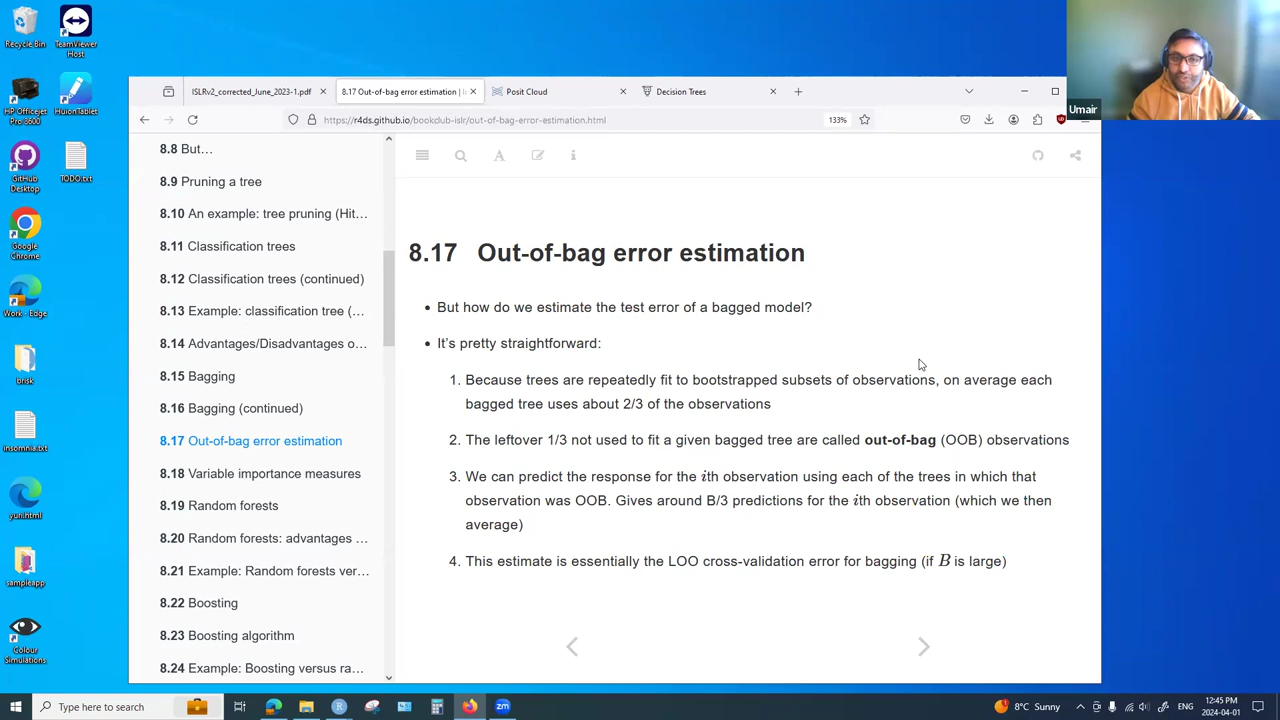 Recycle Bin
TeamViewer Host
HP OfficeJet Pro 8600
HuionTablet
GitHub Desktop
TODO.txt
Google Chrome
Work - Edge
brisk
insomnia.txt
yuri.html
sampleapp
Colour Simulations
ISLRv2_corrected_June_2023-1.pdf
8.17 Out-of-bag error estimation |
Posit Cloud
Decision Trees
https://r4ds.github.io/bookclub-islr/out-of-bag-error-estimation.html
133%
Umair
8.8 But…
8.9 Pruning a tree
8.10 An example: tree pruning (Hit…
8.11 Classification trees
8.12 Classification trees (continued)
8.13 Example: classification tree (…
8.14 Advantages/Disadvantages o…
8.15 Bagging
8.16 Bagging (continued)
8.17 Out-of-bag error estimation
8.18 Variable importance measures
8.19 Random forests
8.20 Random forests: advantages …
8.21 Example: Random forests ver…
8.22 Boosting
8.23 Boosting algorithm
8.24 Example: Boosting versus ra…
8.17 Out-of-bag error estimation
• But how do we estimate the test error of a bagged model?
• It's pretty straightforward:
1. Because trees are repeatedly fit to bootstrapped subsets of observations, on average each
bagged tree uses about 2/3 of the observations
2. The leftover 1/3 not used to fit a given bagged tree are called out-of-bag (OOB) observations
3. We can predict the response for the ith observation using each of the trees in which that
observation was OOB. Gives around B/3 predictions for the ith observation (which we then
average)
4. This estimate is essentially the LOO cross-validation error for bagging (if B is large)
Type here to search
8°C Sunny
ENG
12:45 PM
2024-04-01